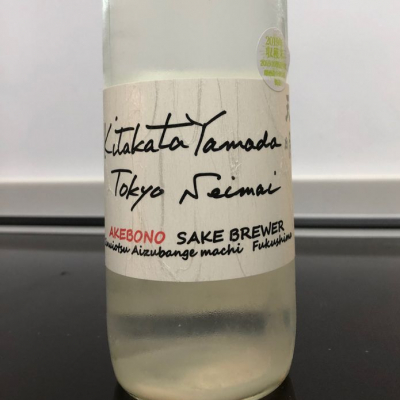 Kitakata Yamada
Tokyo Seimai
AKEBONO SAKE BREWER
Aizubange machi Fukushima